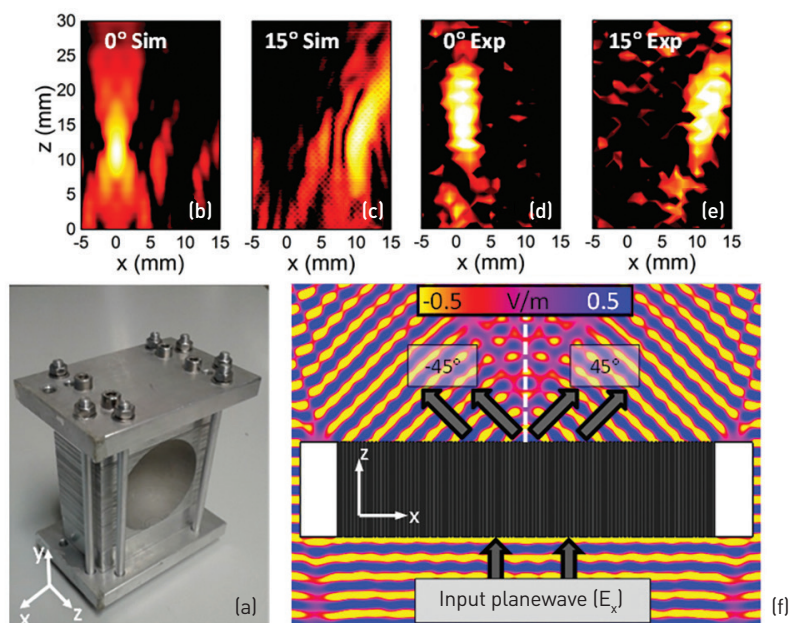 0° Sim
15° Sim
0° Exp
15° Exp
30
25
20
15
10
5
0
z (mm)
(b)
(c)
(d)
(e)
-5 0 5 10 15
-5 0 5 10 15
-5 0 5 10 15
-5 0 5 10 15
x (mm)
x (mm)
x (mm)
x (mm)
y
x
z
(a)
-0.5 V/m 0.5
-45°
45°
z
x
Input planewave (Eₓ)
(f)